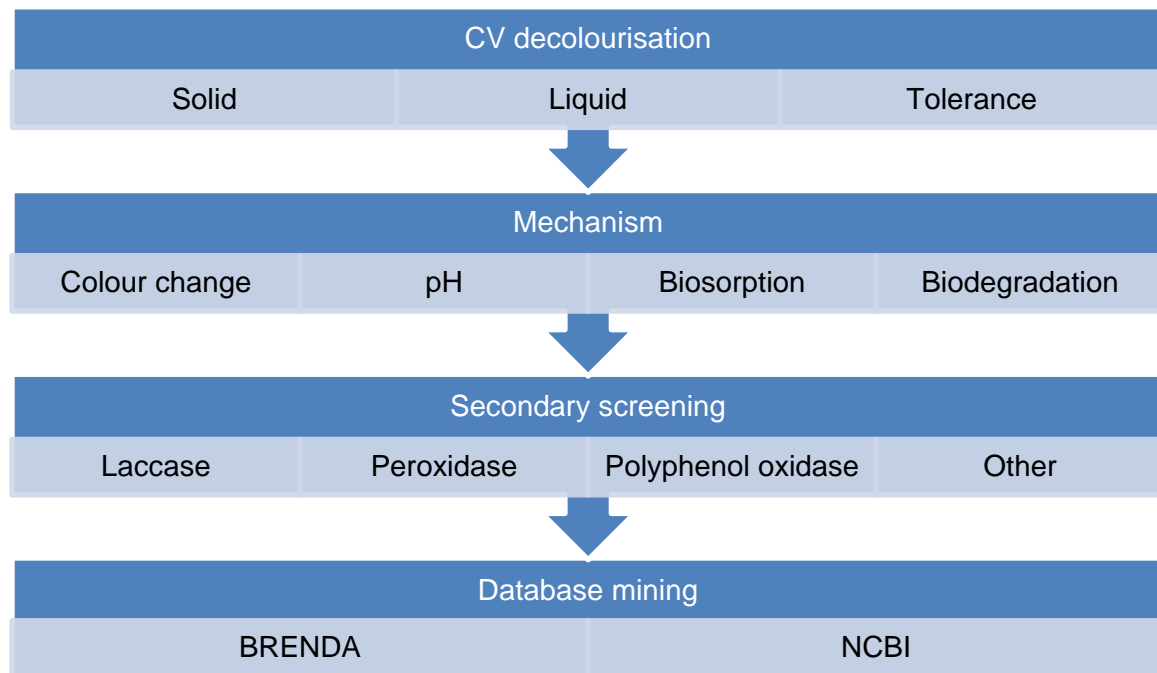 CV decolourisation
Solid Liquid Tolerance
Mechanism
Colour change pH Biosorption Biodegradation
Secondary screening
Laccase Peroxidase Polyphenol oxidase Other
Database mining
BRENDA NCBI